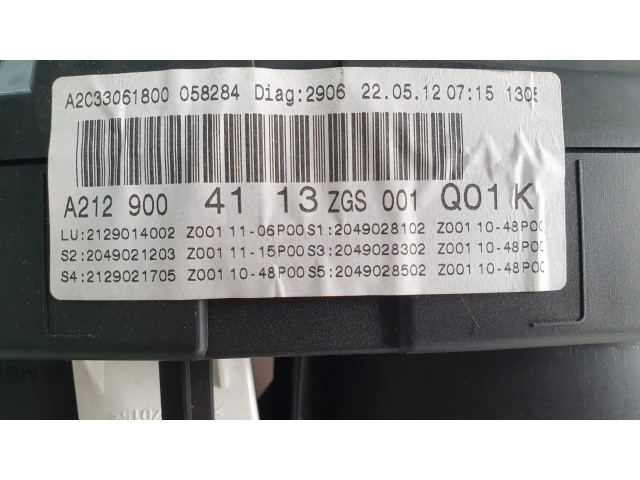 A2C33061800 058284 Diag:2906 22.05.12 07:15 1305
A212 900 41 13 ZGS 001 Q01K
LU:2129014002 Z001 11-06P00 S1:2049028102 Z001 10-48P00
S2:2049021203 Z001 11-15P00 S3:2049028302 Z001 10-48P00
S4:2129021705 Z001 10-48P00 S5:2049028502 Z001 10-48P00